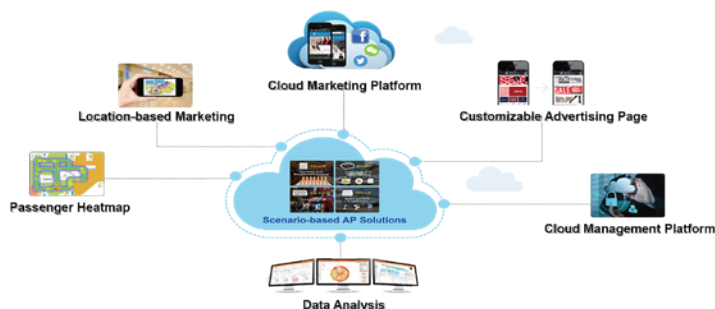 Cloud Marketing Platform
Location-based Marketing
Customizable Advertising Page
SALE
Passenger Heatmap
Scenario-based AP Solutions
Cloud Management Platform
Data Analysis